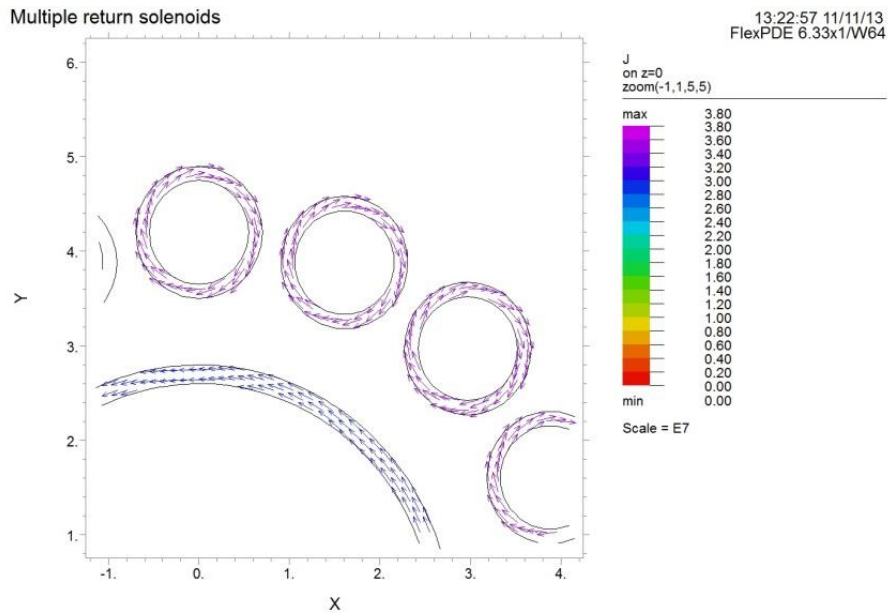 Multiple return solenoids
13:22:57 11/11/13
FlexPDE 6.33x1/W64
J
on z=0
zoom(-1,1,5,5)
max 3.80
3.80
3.60
3.40
3.20
3.00
2.80
2.60
2.40
2.20
2.00
1.80
1.60
1.40
1.20
1.00
0.80
0.60
0.40
0.20
0.00
min 0.00
Scale = E7
6.
5.
4.
3.
2.
1.
Y
-1. 0. 1. 2. 3. 4.
X